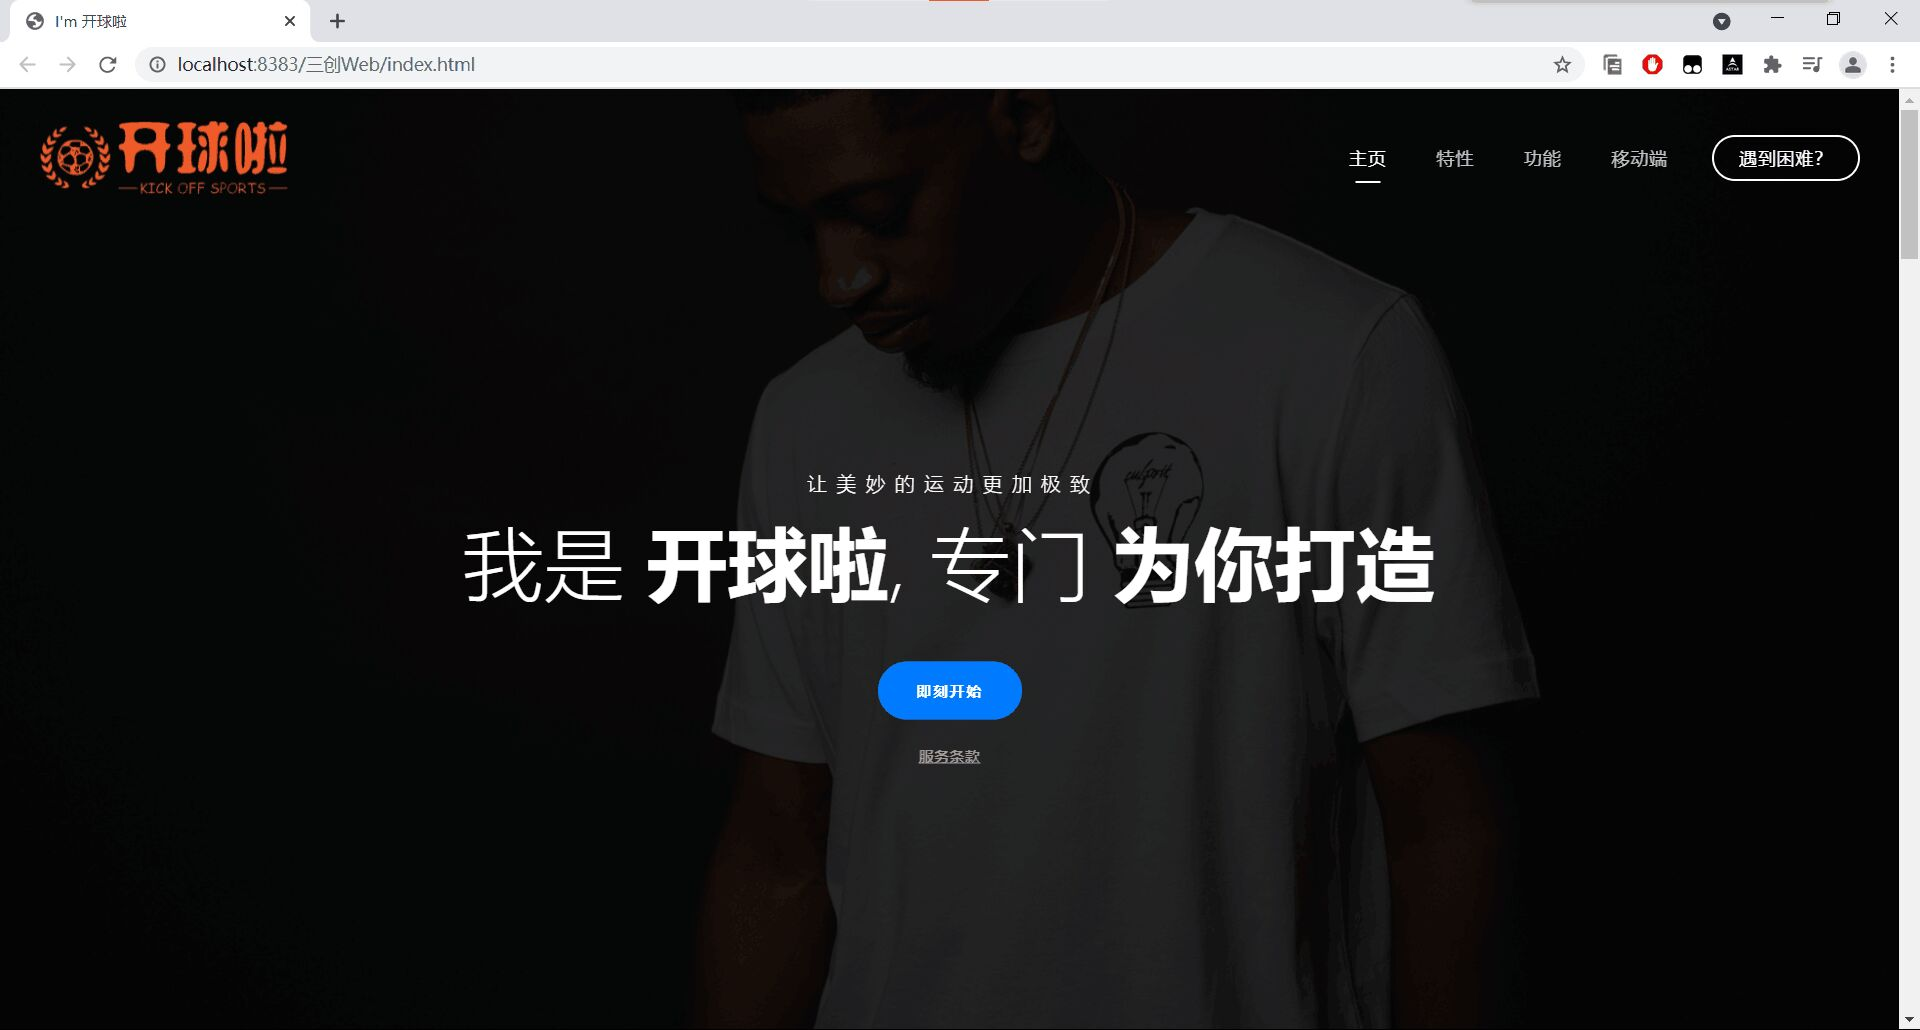 I'm 开球啦
localhost:8383/三创Web/index.html
开球啦
KICK OFF SPORTS
主页
特性
功能
移动端
遇到困难？
让美妙的运动更加极致
我是 开球啦, 专门 为你打造
即刻开始
服务条款